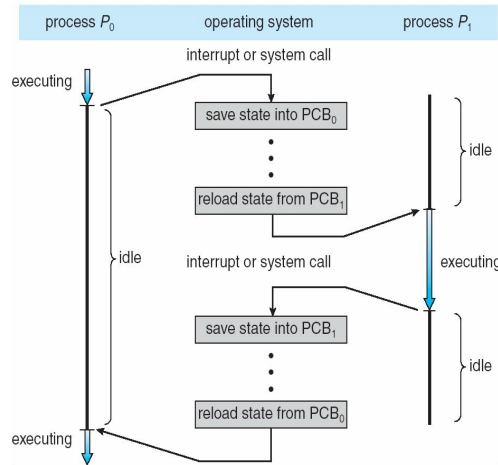 process P₀ operating system process P₁
interrupt or system call
executing
save state into PCB₀
idle
reload state from PCB₁
idle
interrupt or system call
executing
save state into PCB₁
idle
reload state from PCB₀
executing